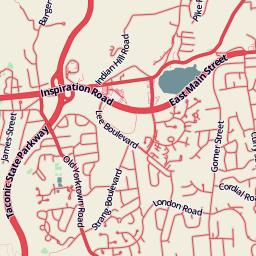 Barger
Pike
Indian Hill Road
East Main Street
Inspiration Road
James Street
Lee Boulevard
Gomer Street
Curry
Taconic State Parkway
Old Yorktown Road
Strang Boulevard
London Road
Cordial Road